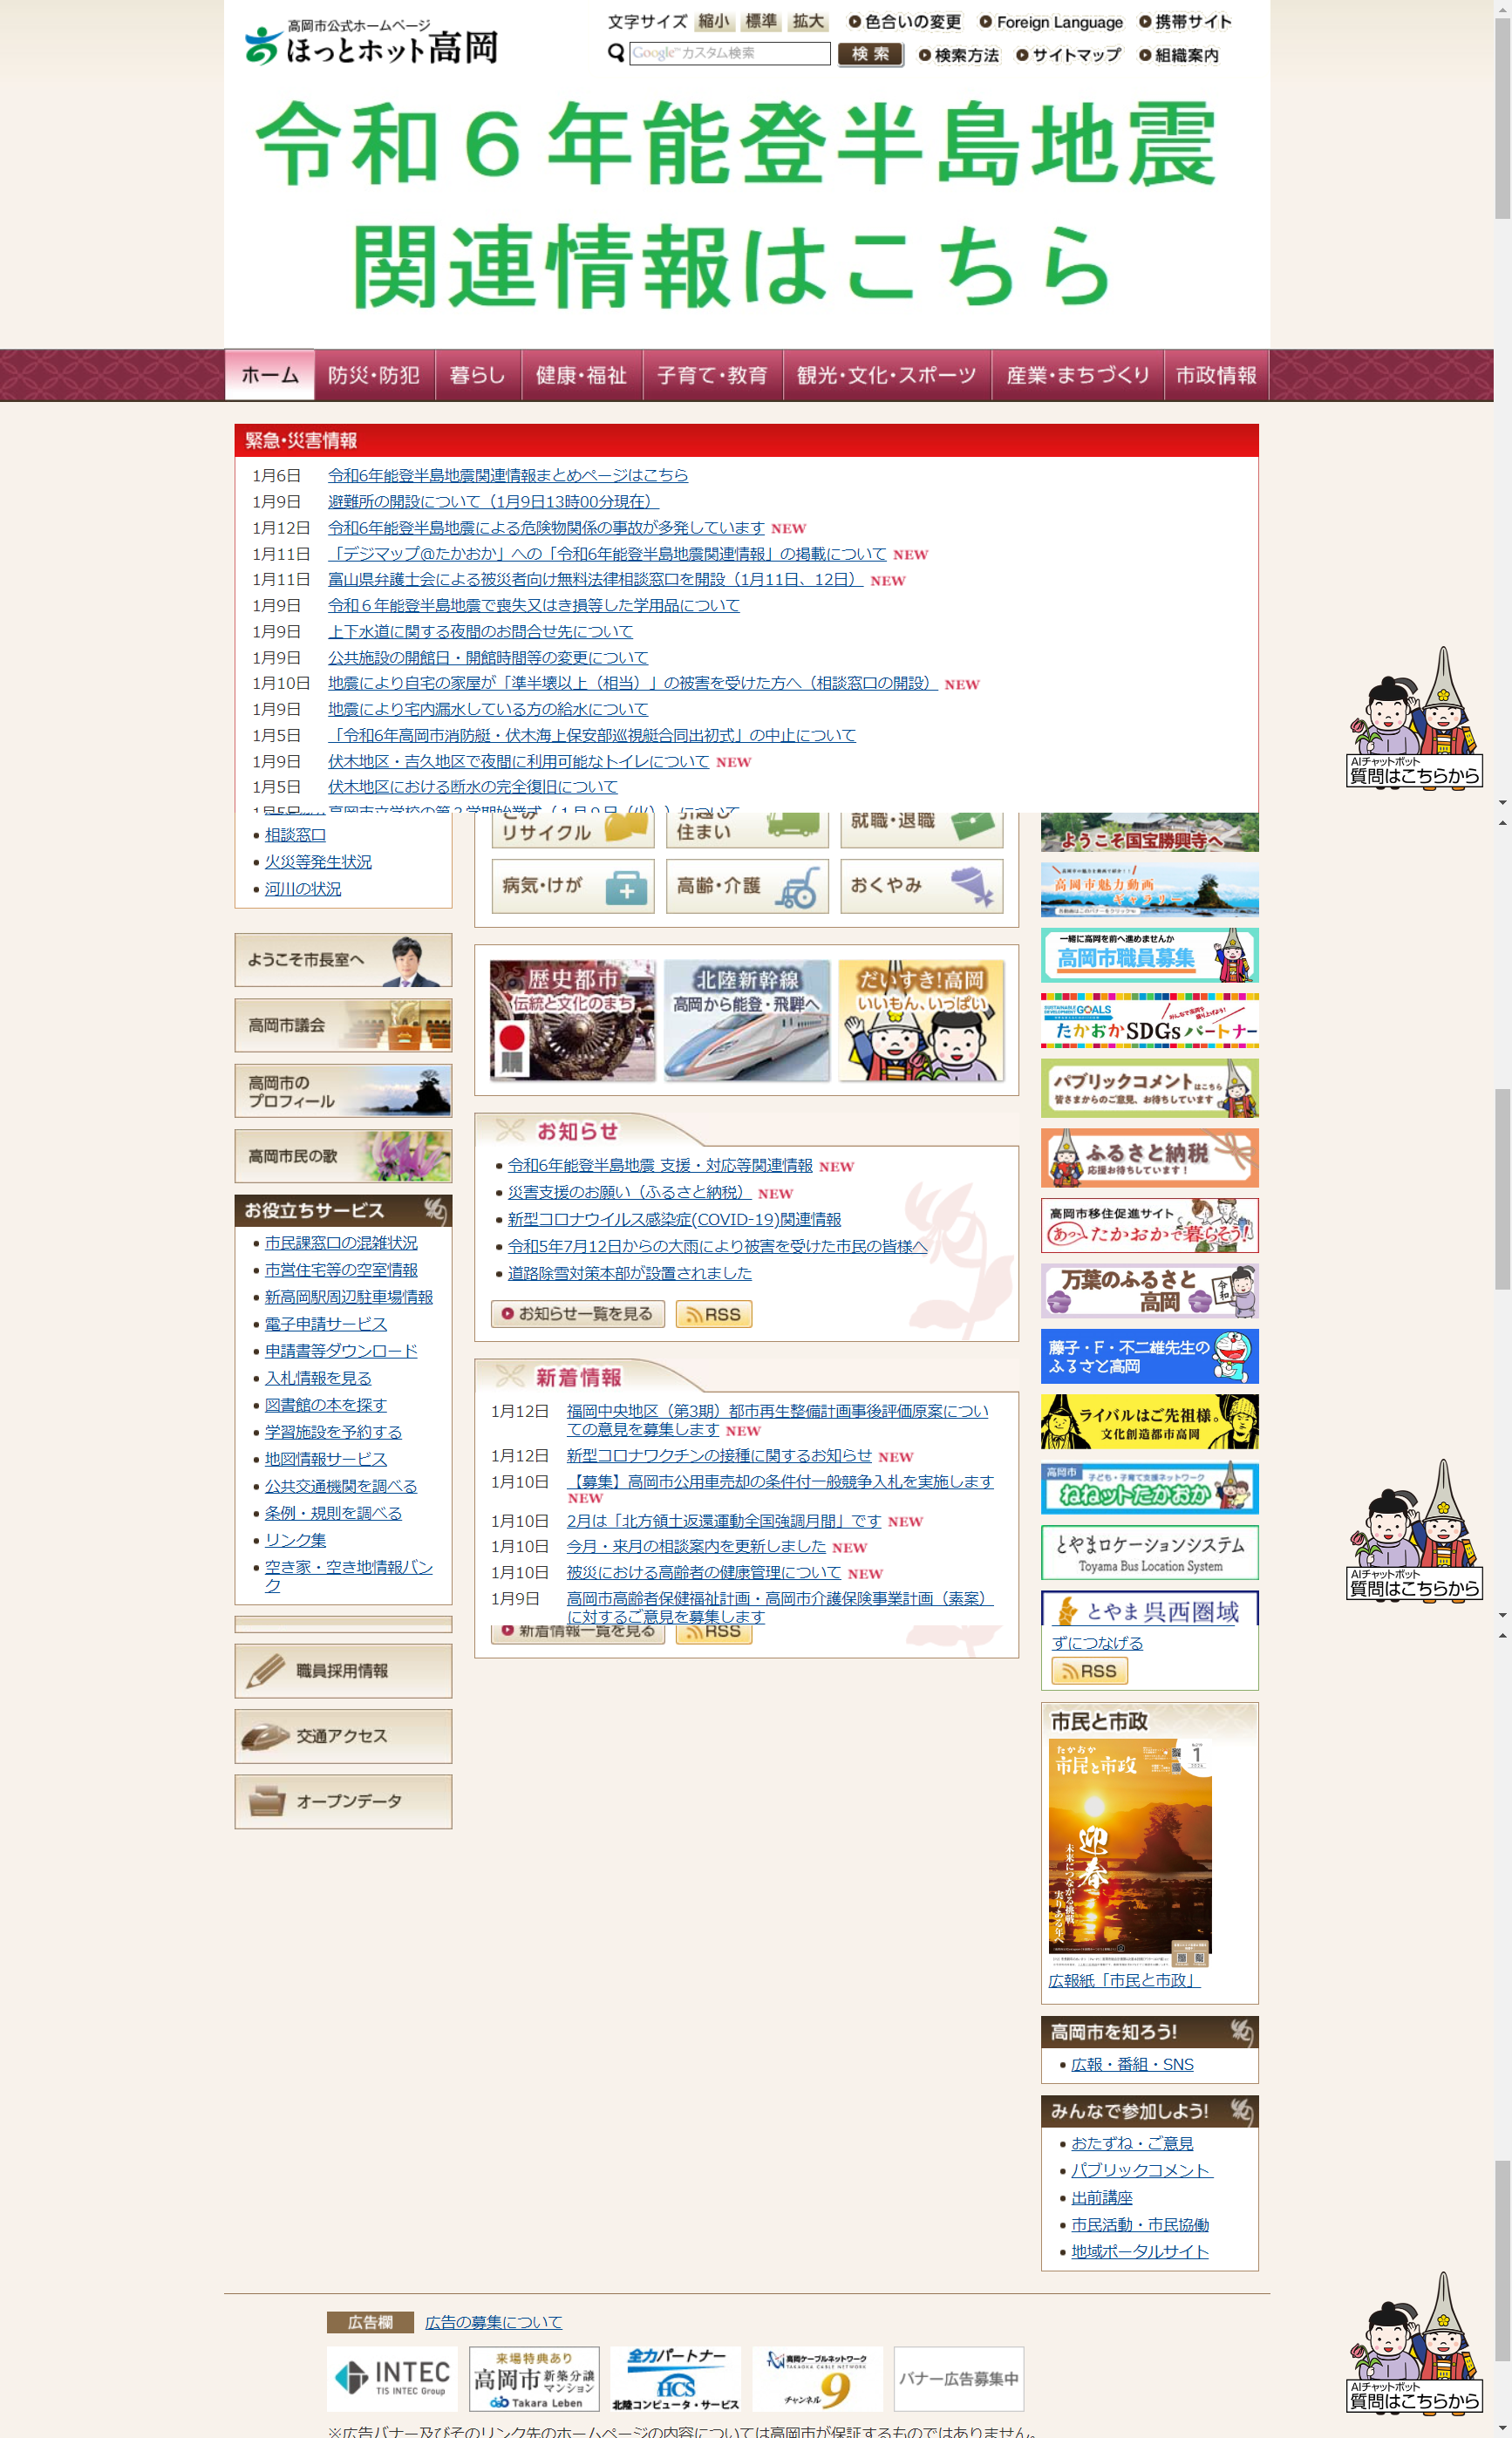 高岡市公式ホームページ
ほっとホット高岡
文字サイズ 縮小 標準 拡大 色合いの変更 Foreign Language 携帯サイト
Google™カスタム検索 検索 検索方法 サイトマップ 組織案内
令和６年能登半島地震
関連情報はこちら
ホーム 防災・防犯 暮らし 健康・福祉 子育て・教育 観光・文化・スポーツ 産業・まちづくり 市政情報
緊急・災害情報
1月6日 令和6年能登半島地震関連情報まとめページはこちら
1月9日 避難所の開設について（1月9日13時00分現在）
1月12日 令和6年能登半島地震による危険物関係の事故が多発しています NEW
1月11日 「デジマップ@たかおか」への「令和6年能登半島地震関連情報」の掲載について NEW
1月11日 富山県弁護士会による被災者向け無料法律相談窓口を開設（1月11日、12日） NEW
1月9日 令和６年能登半島地震で喪失又はき損等した学用品について
1月9日 上下水道に関する夜間のお問合せ先について
1月9日 公共施設の開館日・開館時間等の変更について
1月10日 地震により自宅の家屋が「準半壊以上（相当）」の被害を受けた方へ（相談窓口の開設） NEW
1月9日 地震により宅内漏水している方の給水について
1月5日 「令和6年高岡市消防艇・伏木海上保安部巡視艇合同出初式」の中止について
1月9日 伏木地区・吉久地区で夜間に利用可能なトイレについて NEW
1月5日 伏木地区における断水の完全復旧について
1月5日 高岡市立学校の第３学期始業式（１月９日（火））について
AIチャットボット
質問はこちらから
相談窓口
火災等発生状況
河川の状況
ようこそ市長室へ
高岡市議会
高岡市の
プロフィール
高岡市民の歌
お役立ちサービス
市民課窓口の混雑状況
市営住宅等の空室情報
新高岡駅周辺駐車場情報
電子申請サービス
申請書等ダウンロード
入札情報を見る
図書館の本を探す
学習施設を予約する
地図情報サービス
公共交通機関を調べる
条例・規則を調べる
リンク集
空き家・空き地情報バン
ク
職員採用情報
交通アクセス
オープンデータ
リサイクル
住まい
就職・退職
病気・けが
高齢・介護
おくやみ
歴史都市
伝統と文化のまち
北陸新幹線
高岡から能登・飛騨へ
だいすき!高岡
いいもん、いっぱい
お知らせ
令和6年能登半島地震 支援・対応等関連情報 NEW
災害支援のお願い（ふるさと納税） NEW
新型コロナウイルス感染症(COVID-19)関連情報
令和5年7月12日からの大雨により被害を受けた市民の皆様へ
道路除雪対策本部が設置されました
お知らせ一覧を見る RSS
新着情報
1月12日 福岡中央地区（第3期）都市再生整備計画事後評価原案につい
ての意見を募集します NEW
1月12日 新型コロナワクチンの接種に関するお知らせ NEW
1月10日 【募集】高岡市公用車売却の条件付一般競争入札を実施します
NEW
1月10日 2月は「北方領土返還運動全国強調月間」です NEW
1月10日 今月・来月の相談案内を更新しました NEW
1月10日 被災における高齢者の健康管理について NEW
1月9日 高岡市高齢者保健福祉計画・高岡市介護保険事業計画（素案）
に対するご意見を募集します
新着情報一覧を見る RSS
ようこそ国宝勝興寺へ
高岡市魅力動画
ギャラリー
一緒に高岡を前へ進めませんか
高岡市職員募集
SUSTAINABLE DEVELOPMENT GOALS
たかおかSDGsパートナー
パブリックコメントはこちら
皆さまからのご意見、お待ちしています
ふるさと納税
応援お待ちしています！
高岡市移住促進サイト
あっ、たかおかで暮らそう!
万葉のふるさと
高岡
令和
藤子・Ｆ・不二雄先生の
ふるさと高岡
ライバルはご先祖様。
文化創造都市高岡
高岡市 子ども・子育て支援ネットワーク
ねねットたかおか
とやまロケーションシステム
Toyama Bus Location System
とやま呉西圏域
ずにつなげる
RSS
市民と市政
たかおか
市民と市政
1
迎春
未来につながる挑戦
実りある年へ
広報紙「市民と市政」
高岡市を知ろう!
広報・番組・SNS
みんなで参加しよう!
おたずね・ご意見
パブリックコメント
出前講座
市民活動・市民協働
地域ポータルサイト
AIチャットボット
質問はこちらから
AIチャットボット
質問はこちらから
広告欄 広告の募集について
INTEC
TIS INTEC Group
来場特典あり
高岡市 新築分譲マンション
Takara Leben
全力パートナー
HCS
北陸コンピュータ・サービス
高岡ケーブルネットワーク
TAKAOKA CABLE NETWORK
チャンネル9
バナー広告募集中
※広告バナー及びそのリンク先のホームページの内容については高岡市が保証するものではありません。